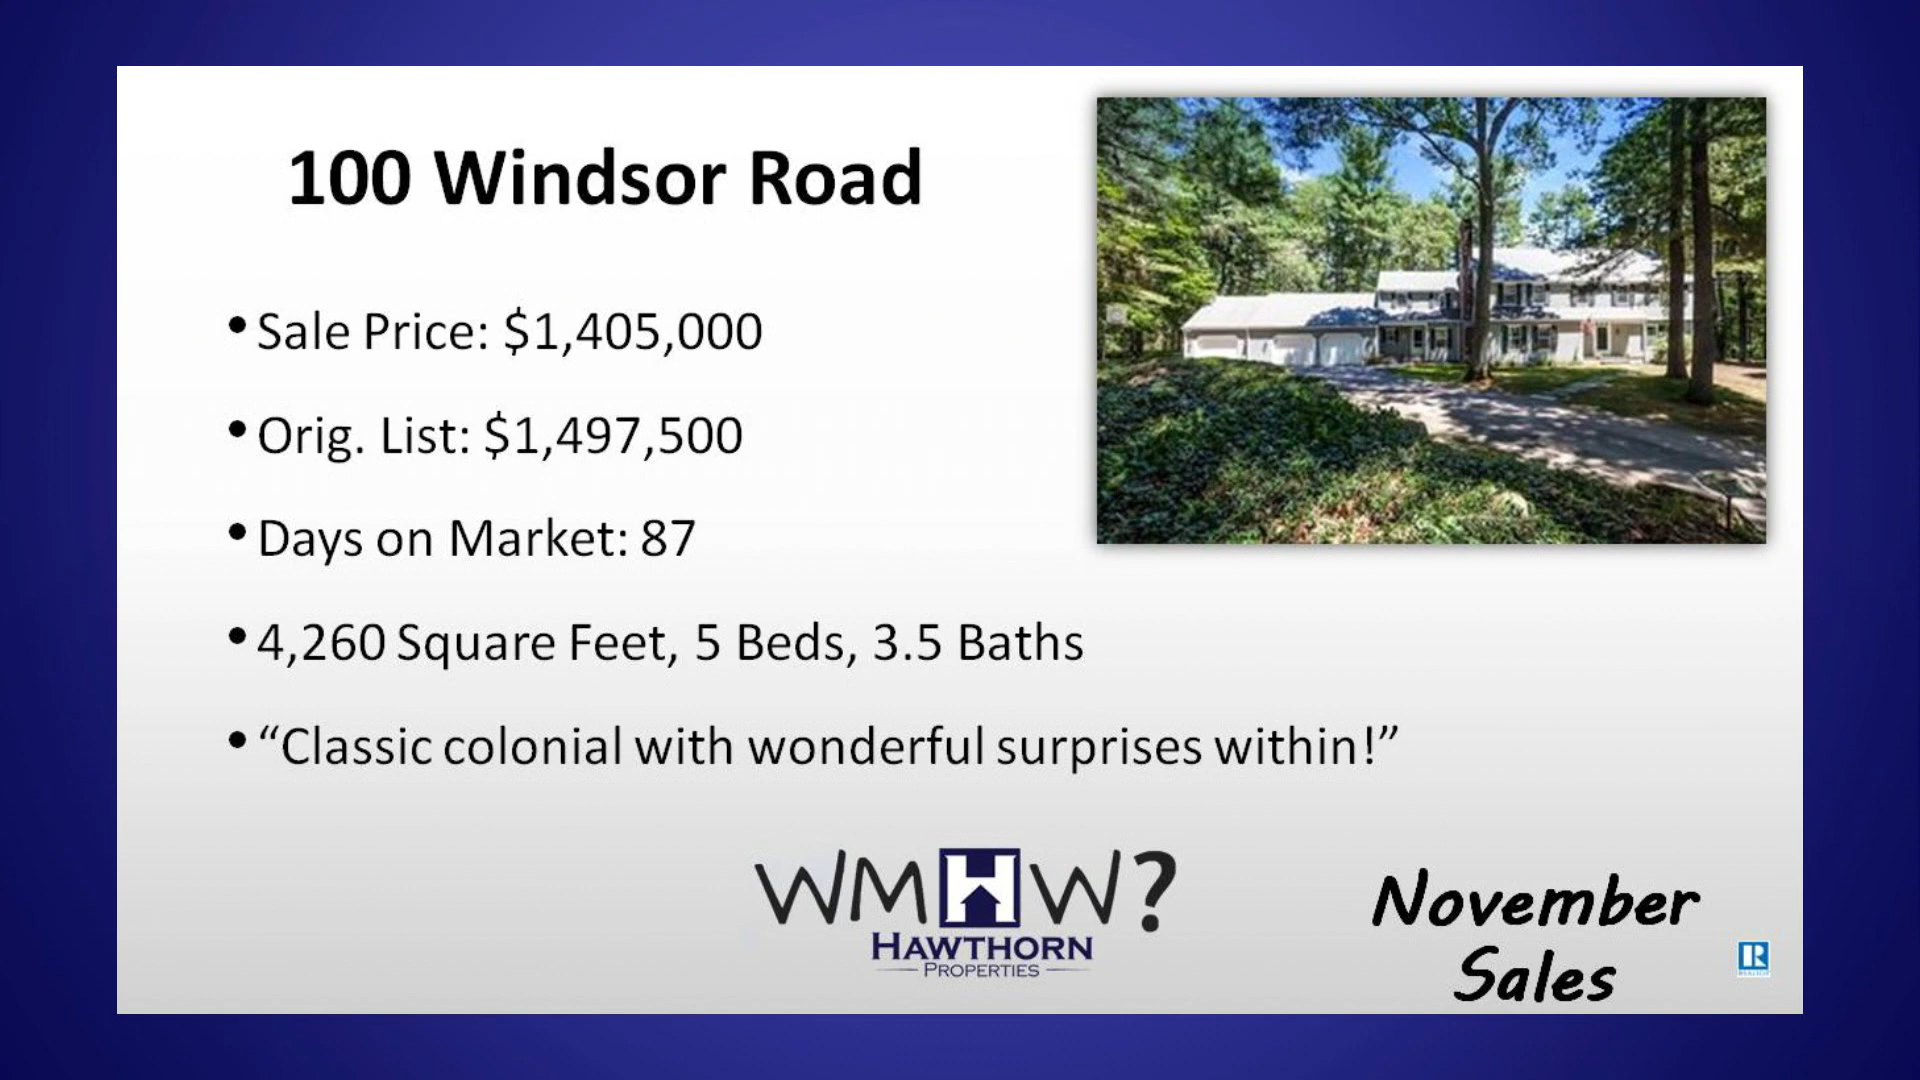 100 Windsor Road
•Sale Price: $1,405,000
•Orig. List: $1,497,500
•Days on Market: 87
•4,260 Square Feet, 5 Beds, 3.5 Baths
•“Classic colonial with wonderful surprises within!”
WMHW?
HAWTHORN
PROPERTIES
November
Sales
R
REALTOR